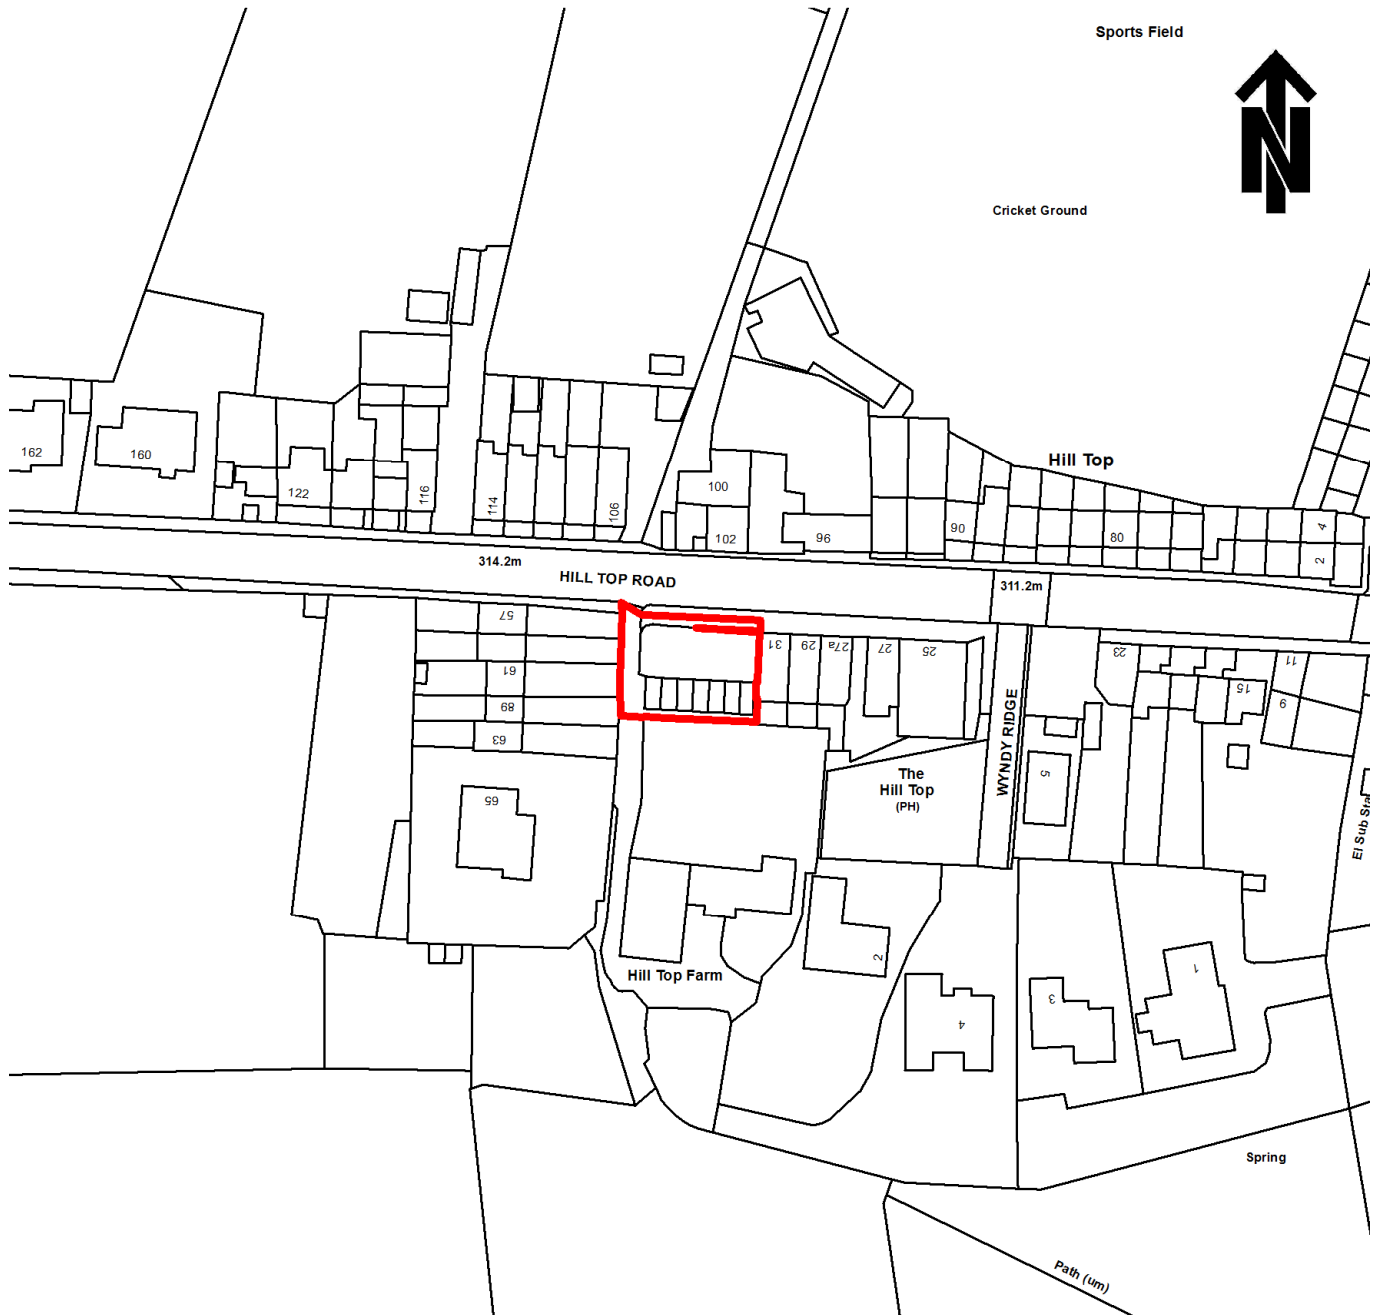 Sports Field
N
Cricket Ground
Hill Top
162
160
122
116
114
106
100
102
96
90
80
4
2
314.2m
HILL TOP ROAD
311.2m
57
61
89
63
65
31
29
27a
27
25
23
15
11
9
WYNDY RIDGE
5
The
Hill Top
(PH)
El Sub Sta
Hill Top Farm
2
4
3
1
Spring
Path (um)